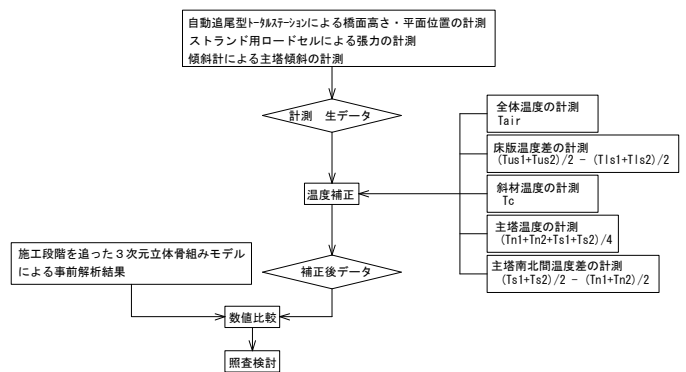 自動追尾型ﾄｰﾀﾙｽﾃｰｼｮﾝによる橋面高さ・平面位置の計測
ストランド用ロードセルによる張力の計測
傾斜計による主塔傾斜の計測
計測　生データ
全体温度の計測
Tair
床版温度差の計測
(Tus1+Tus2)/2 − (Tls1+Tls2)/2
温度補正
斜材温度の計測
Tc
主塔温度の計測
(Tn1+Tn2+Ts1+Ts2)/4
施工段階を追った３次元立体骨組みモデル
による事前解析結果
補正後データ
主塔南北間温度差の計測
(Ts1+Ts2)/2 − (Tn1+Tn2)/2
数値比較
照査検討